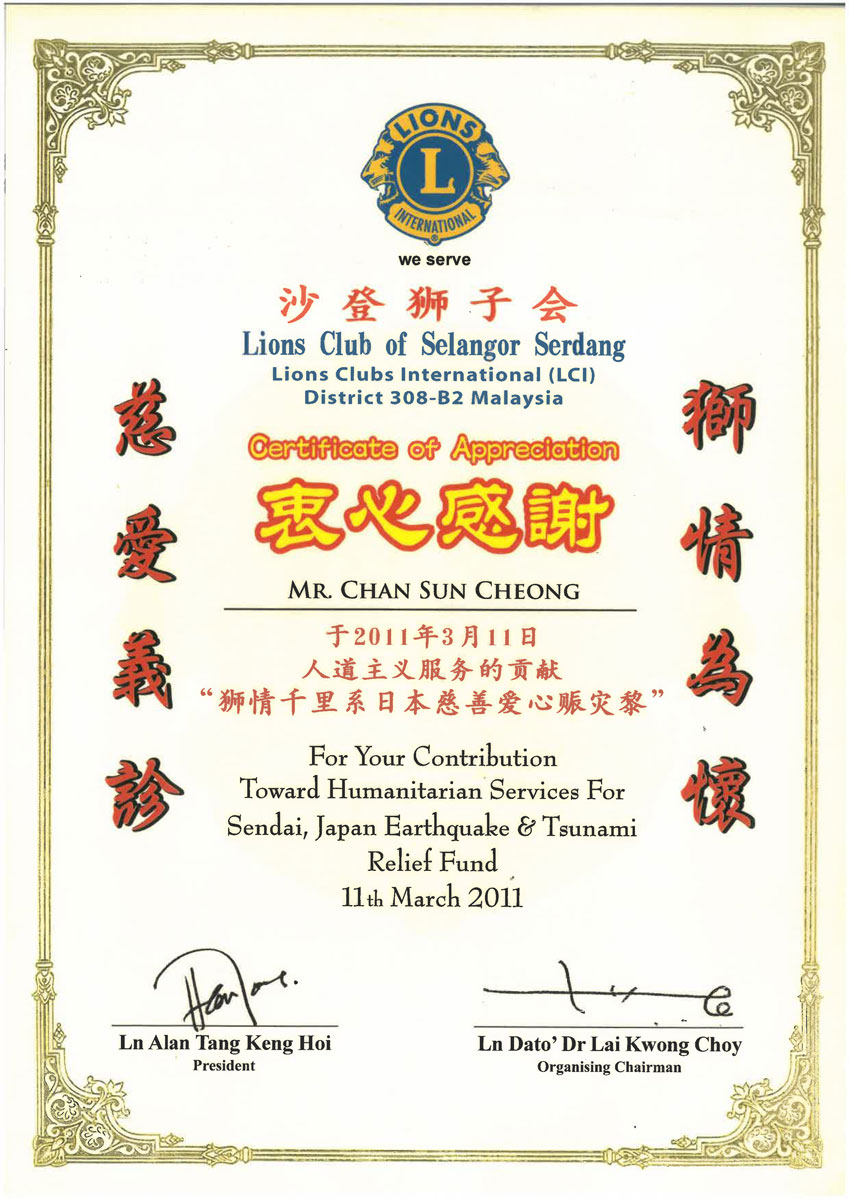 LIONS
L
INTERNATIONAL
®
we serve
沙登狮子会
Lions Club of Selangor Serdang
Lions Clubs International (LCI)
District 308-B2 Malaysia
獅情為懷
慈愛義診
Certificate of Appreciation
衷心感謝
MR. CHAN SUN CHEONG
于2011年3月11日
人道主义服务的贡献
“狮情千里系日本慈善爱心赈灾黎”
For Your Contribution
Toward Humanitarian Services For
Sendai, Japan Earthquake & Tsunami
Relief Fund
11th March 2011
Ln Alan Tang Keng Hoi
President
Ln Dato’ Dr Lai Kwong Choy
Organising Chairman